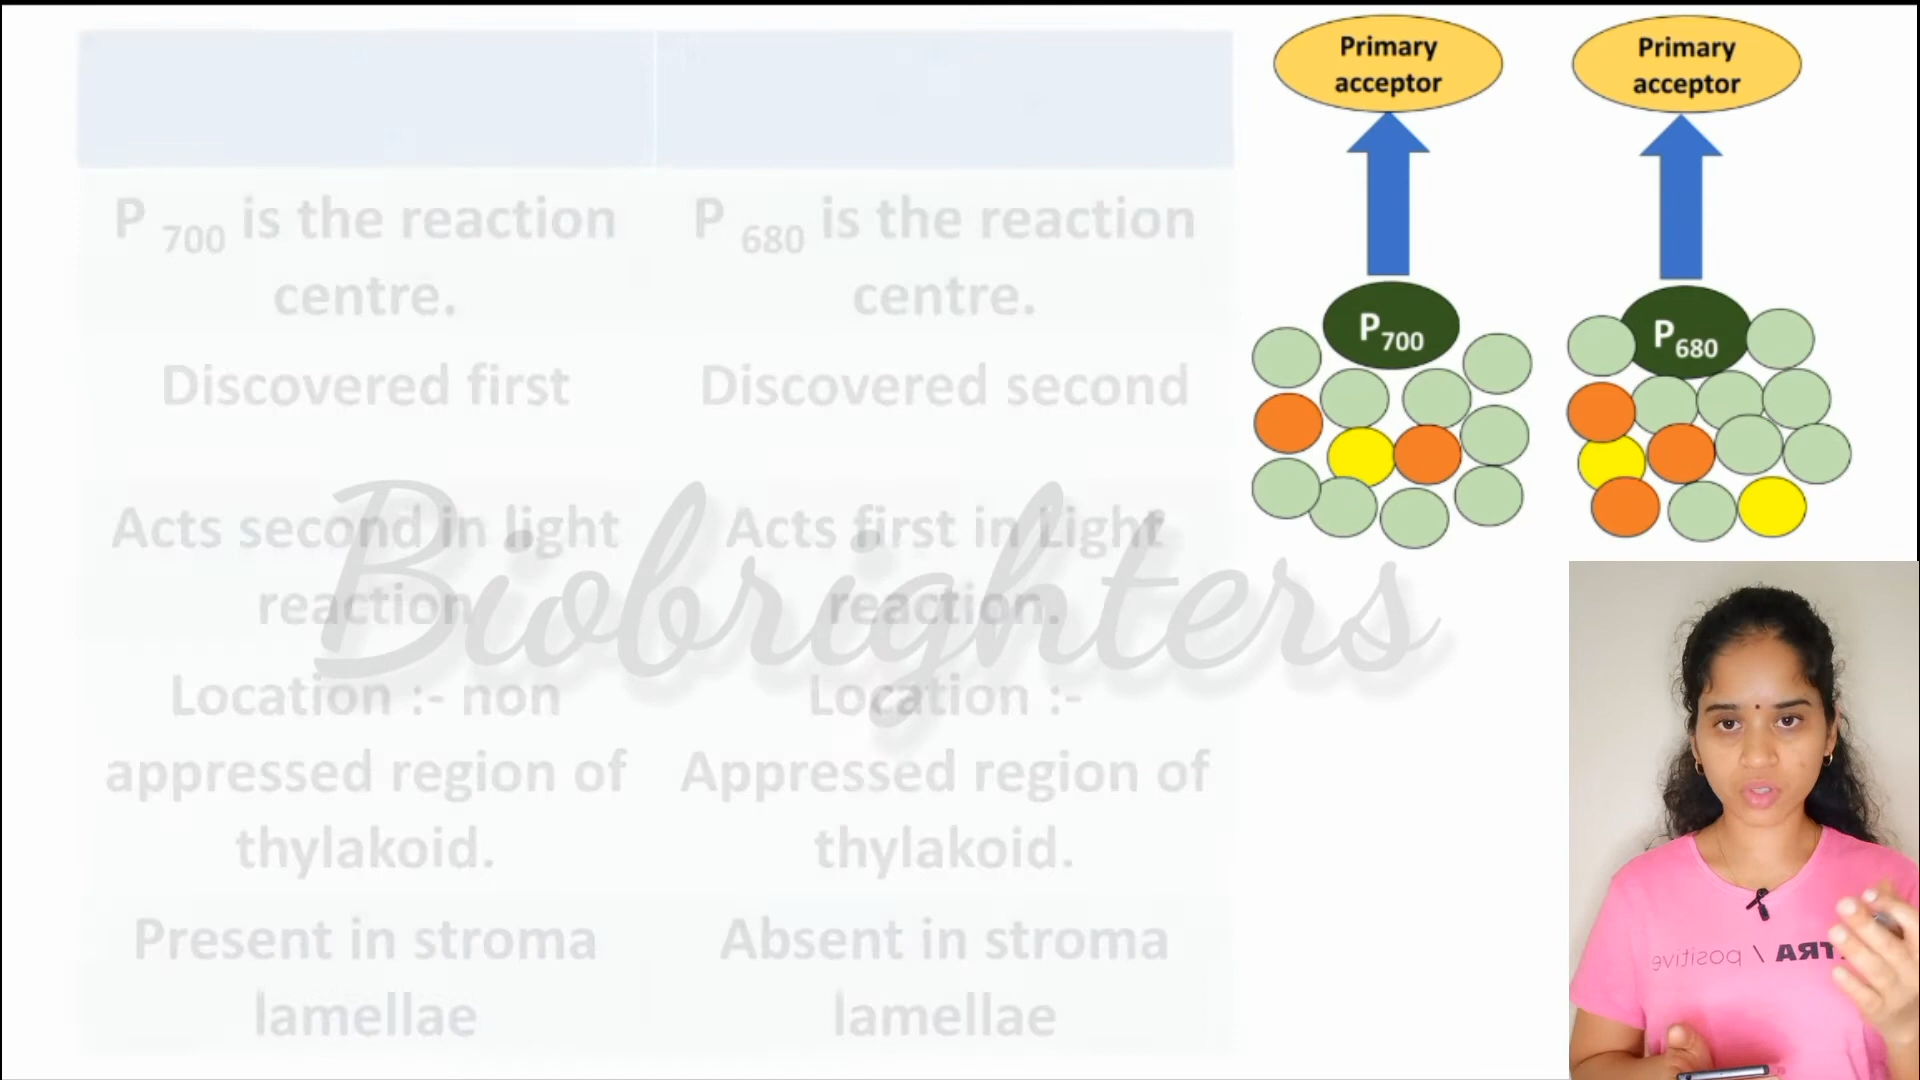 P 700 is the reaction
centre.
P 680 is the reaction
centre.
Discovered first
Discovered second
Acts second in light
reaction
Acts first in Light
reaction.
Location :- non
appressed region of
thylakoid.
Location :-
Appressed region of
thylakoid.
Present in stroma
lamellae
Absent in stroma
lamellae
Biobrighters
Primary
acceptor
Primary
acceptor
P700
P680
positive /